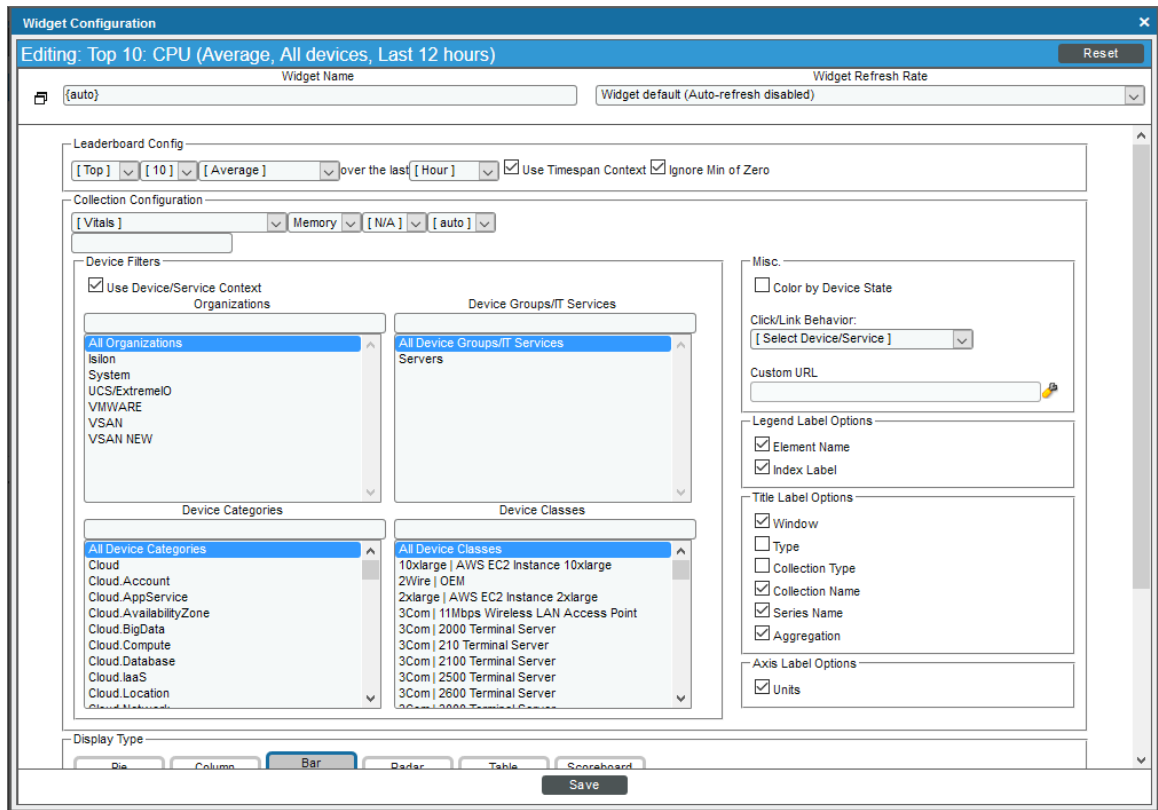 Widget Configuration ×
Editing: Top 10: CPU (Average, All devices, Last 12 hours) Reset
Widget Name Widget Refresh Rate
{auto} Widget default (Auto-refresh disabled)
Leaderboard Config
[ Top ] [ 10 ] [ Average ] over the last [ Hour ] Use Timespan Context Ignore Min of Zero
Collection Configuration
[ Vitals ] Memory [ N/A ] [ auto ]
Device Filters
Use Device/Service Context
Organizations
All Organizations
Isilon
System
UCS/ExtremeIO
VMWARE
VSAN
VSAN NEW
Device Groups/IT Services
All Device Groups/IT Services
Servers
Device Categories
All Device Categories
Cloud
Cloud.Account
Cloud.AppService
Cloud.AvailabilityZone
Cloud.BigData
Cloud.Compute
Cloud.Database
Cloud.IaaS
Cloud.Location
Cloud.Network
Device Classes
All Device Classes
10xlarge | AWS EC2 Instance 10xlarge
2Wire | OEM
2xlarge | AWS EC2 Instance 2xlarge
3Com | 11Mbps Wireless LAN Access Point
3Com | 2000 Terminal Server
3Com | 210 Terminal Server
3Com | 2100 Terminal Server
3Com | 2500 Terminal Server
3Com | 2600 Terminal Server
Misc.
Color by Device State
Click/Link Behavior:
[ Select Device/Service ]
Custom URL
Legend Label Options
Element Name
Index Label
Title Label Options
Window
Type
Collection Type
Collection Name
Series Name
Aggregation
Axis Label Options
Units
Display Type
Pie Column Bar Radar Table Scoreboard
Save